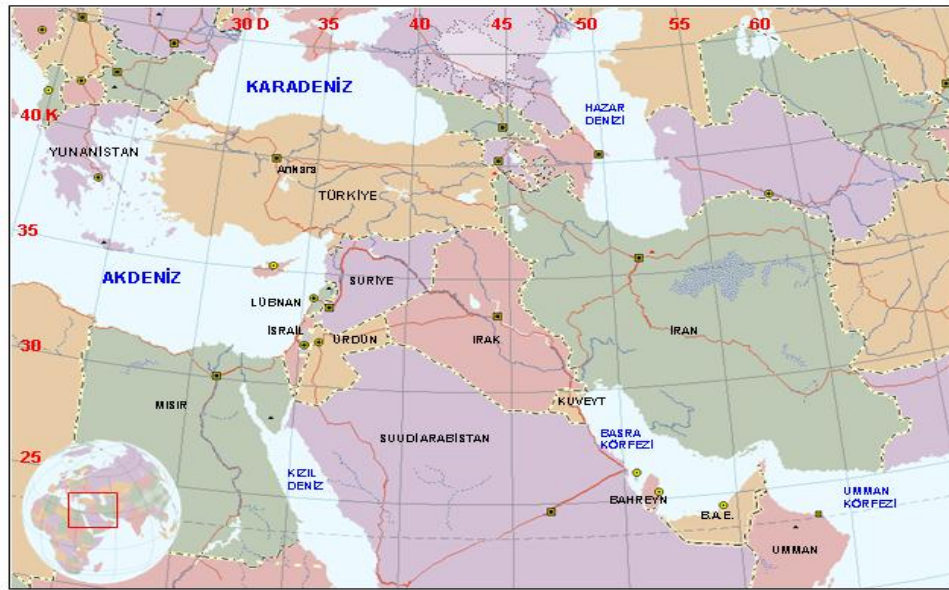 30 D 35 40 45 50 55 60
KARADENİZ
HAZAR
DENİZİ
40 K
YUNANİSTAN
Ankara
TÜRKİYE
35
AKDENİZ
SURİYE
LÜBNAN
İSRAİL
ÜRDÜN
IRAK
İRAN
30
MISIR
KUVEYT
SUUDİ ARABİSTAN
BASRA
KÖRFEZİ
25
KIZIL
DENİZ
BAHREYN
B.A.E.
UMMAN
KÖRFEZİ
UMMAN